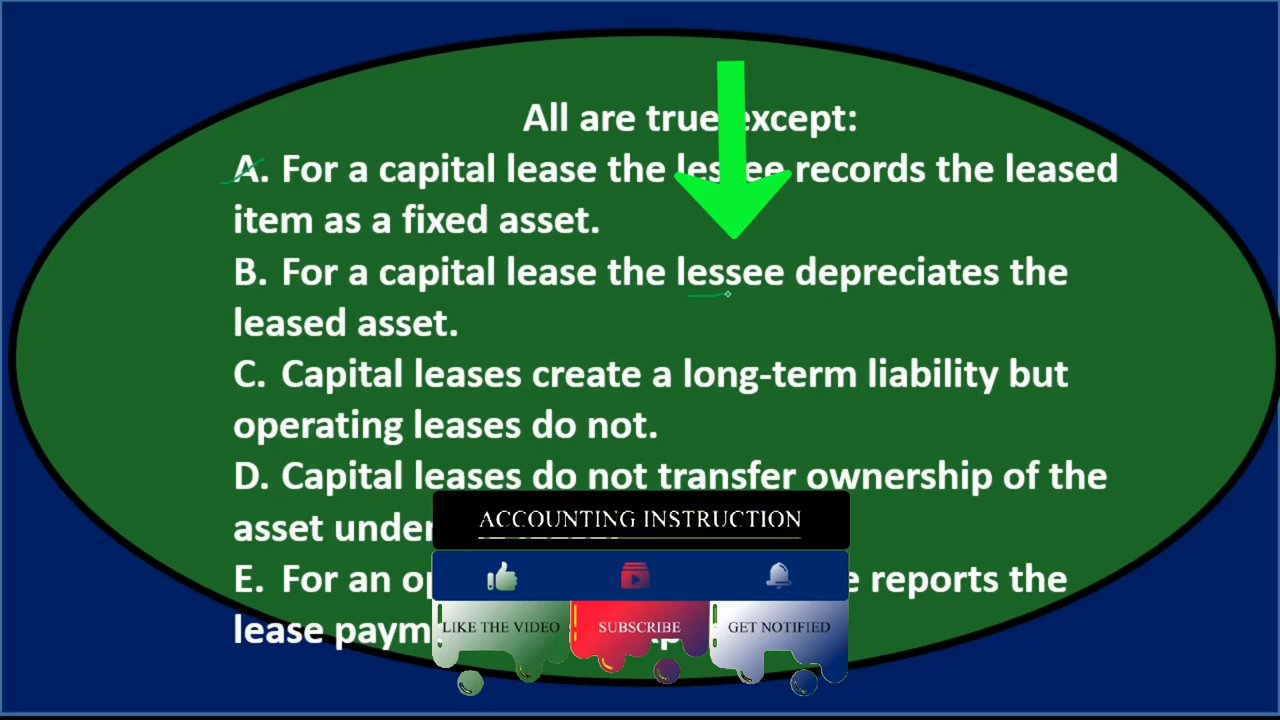 All are true except:
A. For a capital lease the lessee records the leased
item as a fixed asset.
B. For a capital lease the lessee depreciates the
leased asset.
C. Capital leases create a long-term liability but
operating leases do not.
D. Capital leases do not transfer ownership of the
asset under
ACCOUNTING INSTRUCTION
E. For an reports the
lease
LIKE THE VIDEO SUBSCRIBE GET NOTIFIED